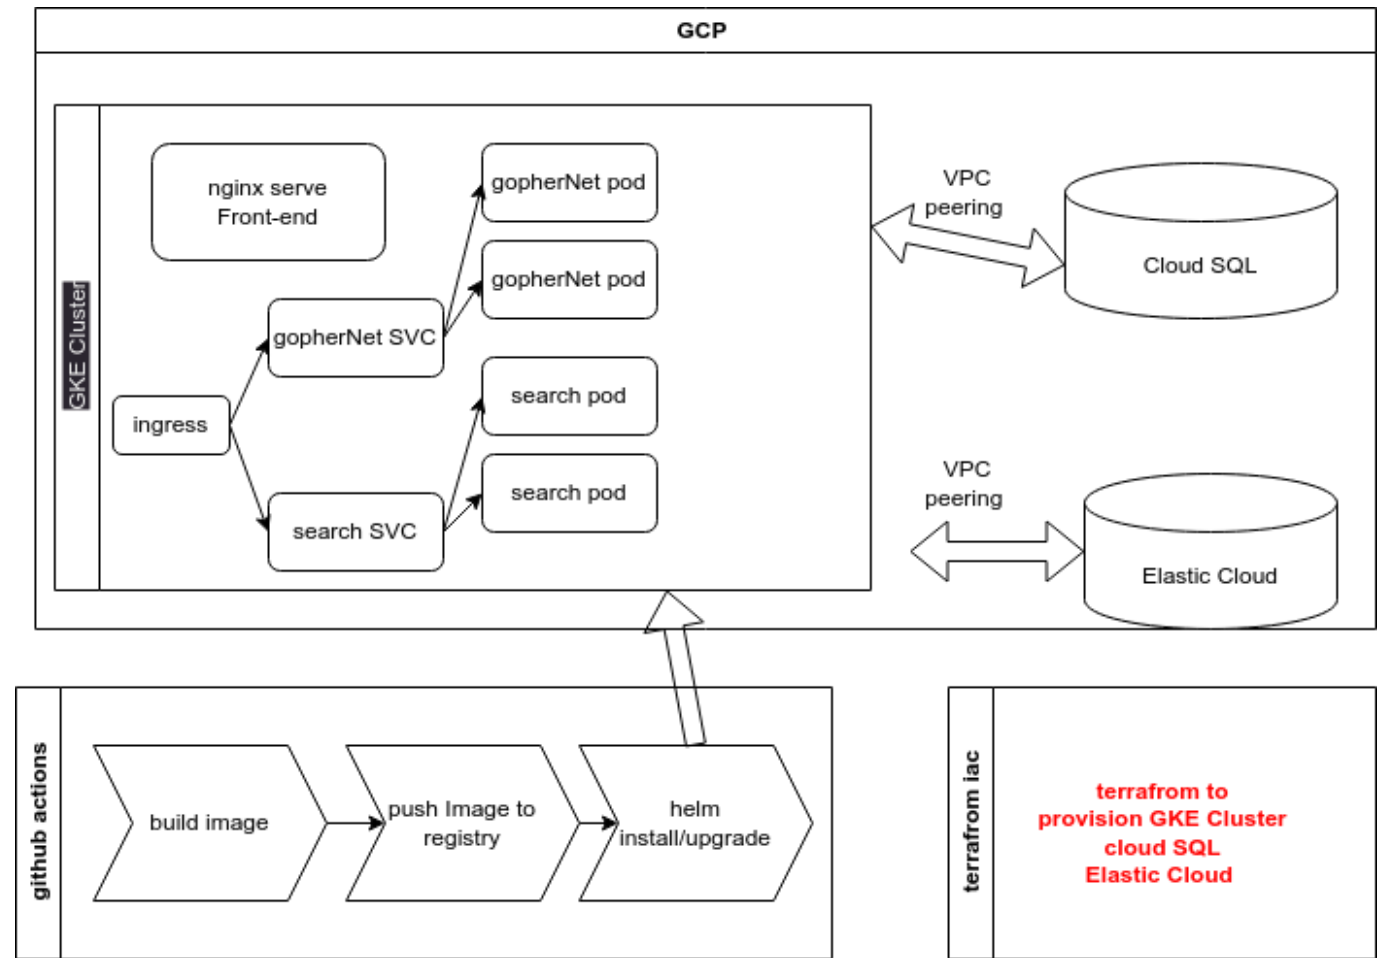 GCP
GKE Cluster
nginx serve
Front-end
gopherNet pod
gopherNet pod
gopherNet SVC
ingress
search pod
search pod
search SVC
VPC
peering
Cloud SQL
VPC
peering
Elastic Cloud
github actions
build image
push Image to
registry
helm
install/upgrade
terrafrom iac
terrafrom to
provision GKE Cluster
cloud SQL
Elastic Cloud